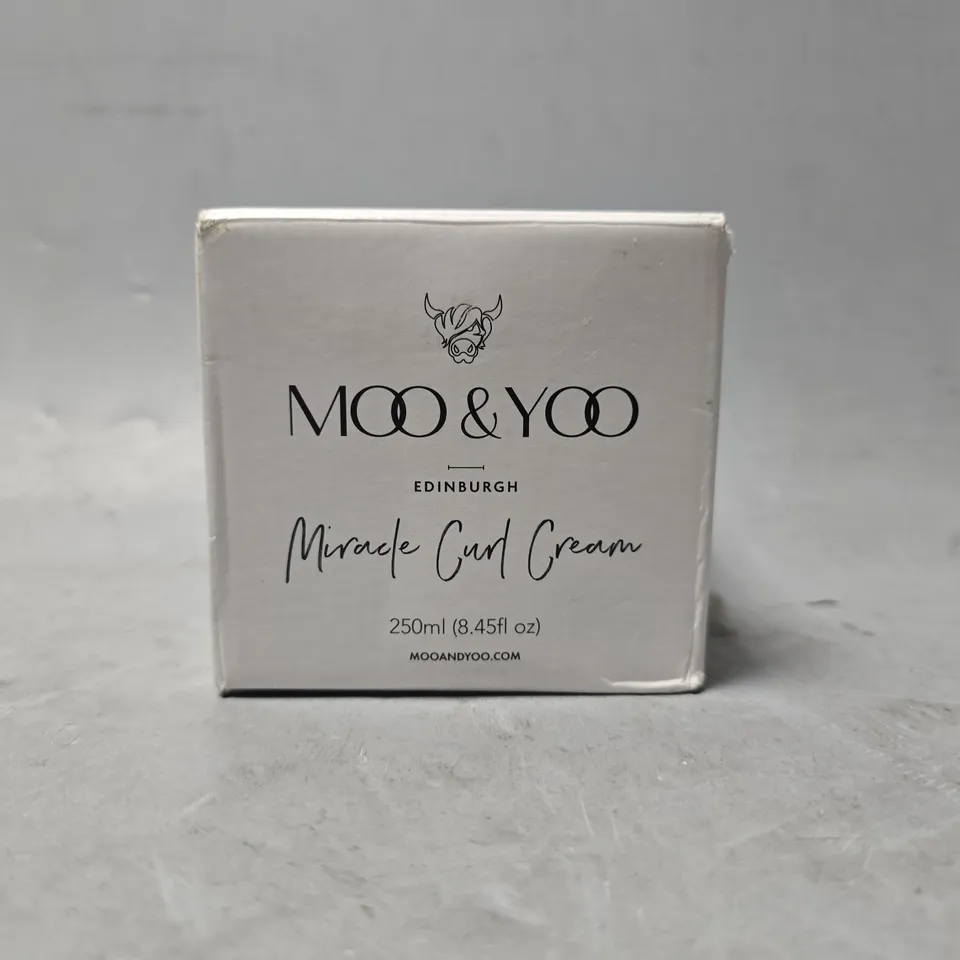 MOO & YOO
EDINBURGH
Miracle Curl Cream
250ml (8.45fl oz)
MOOANDYOO.COM